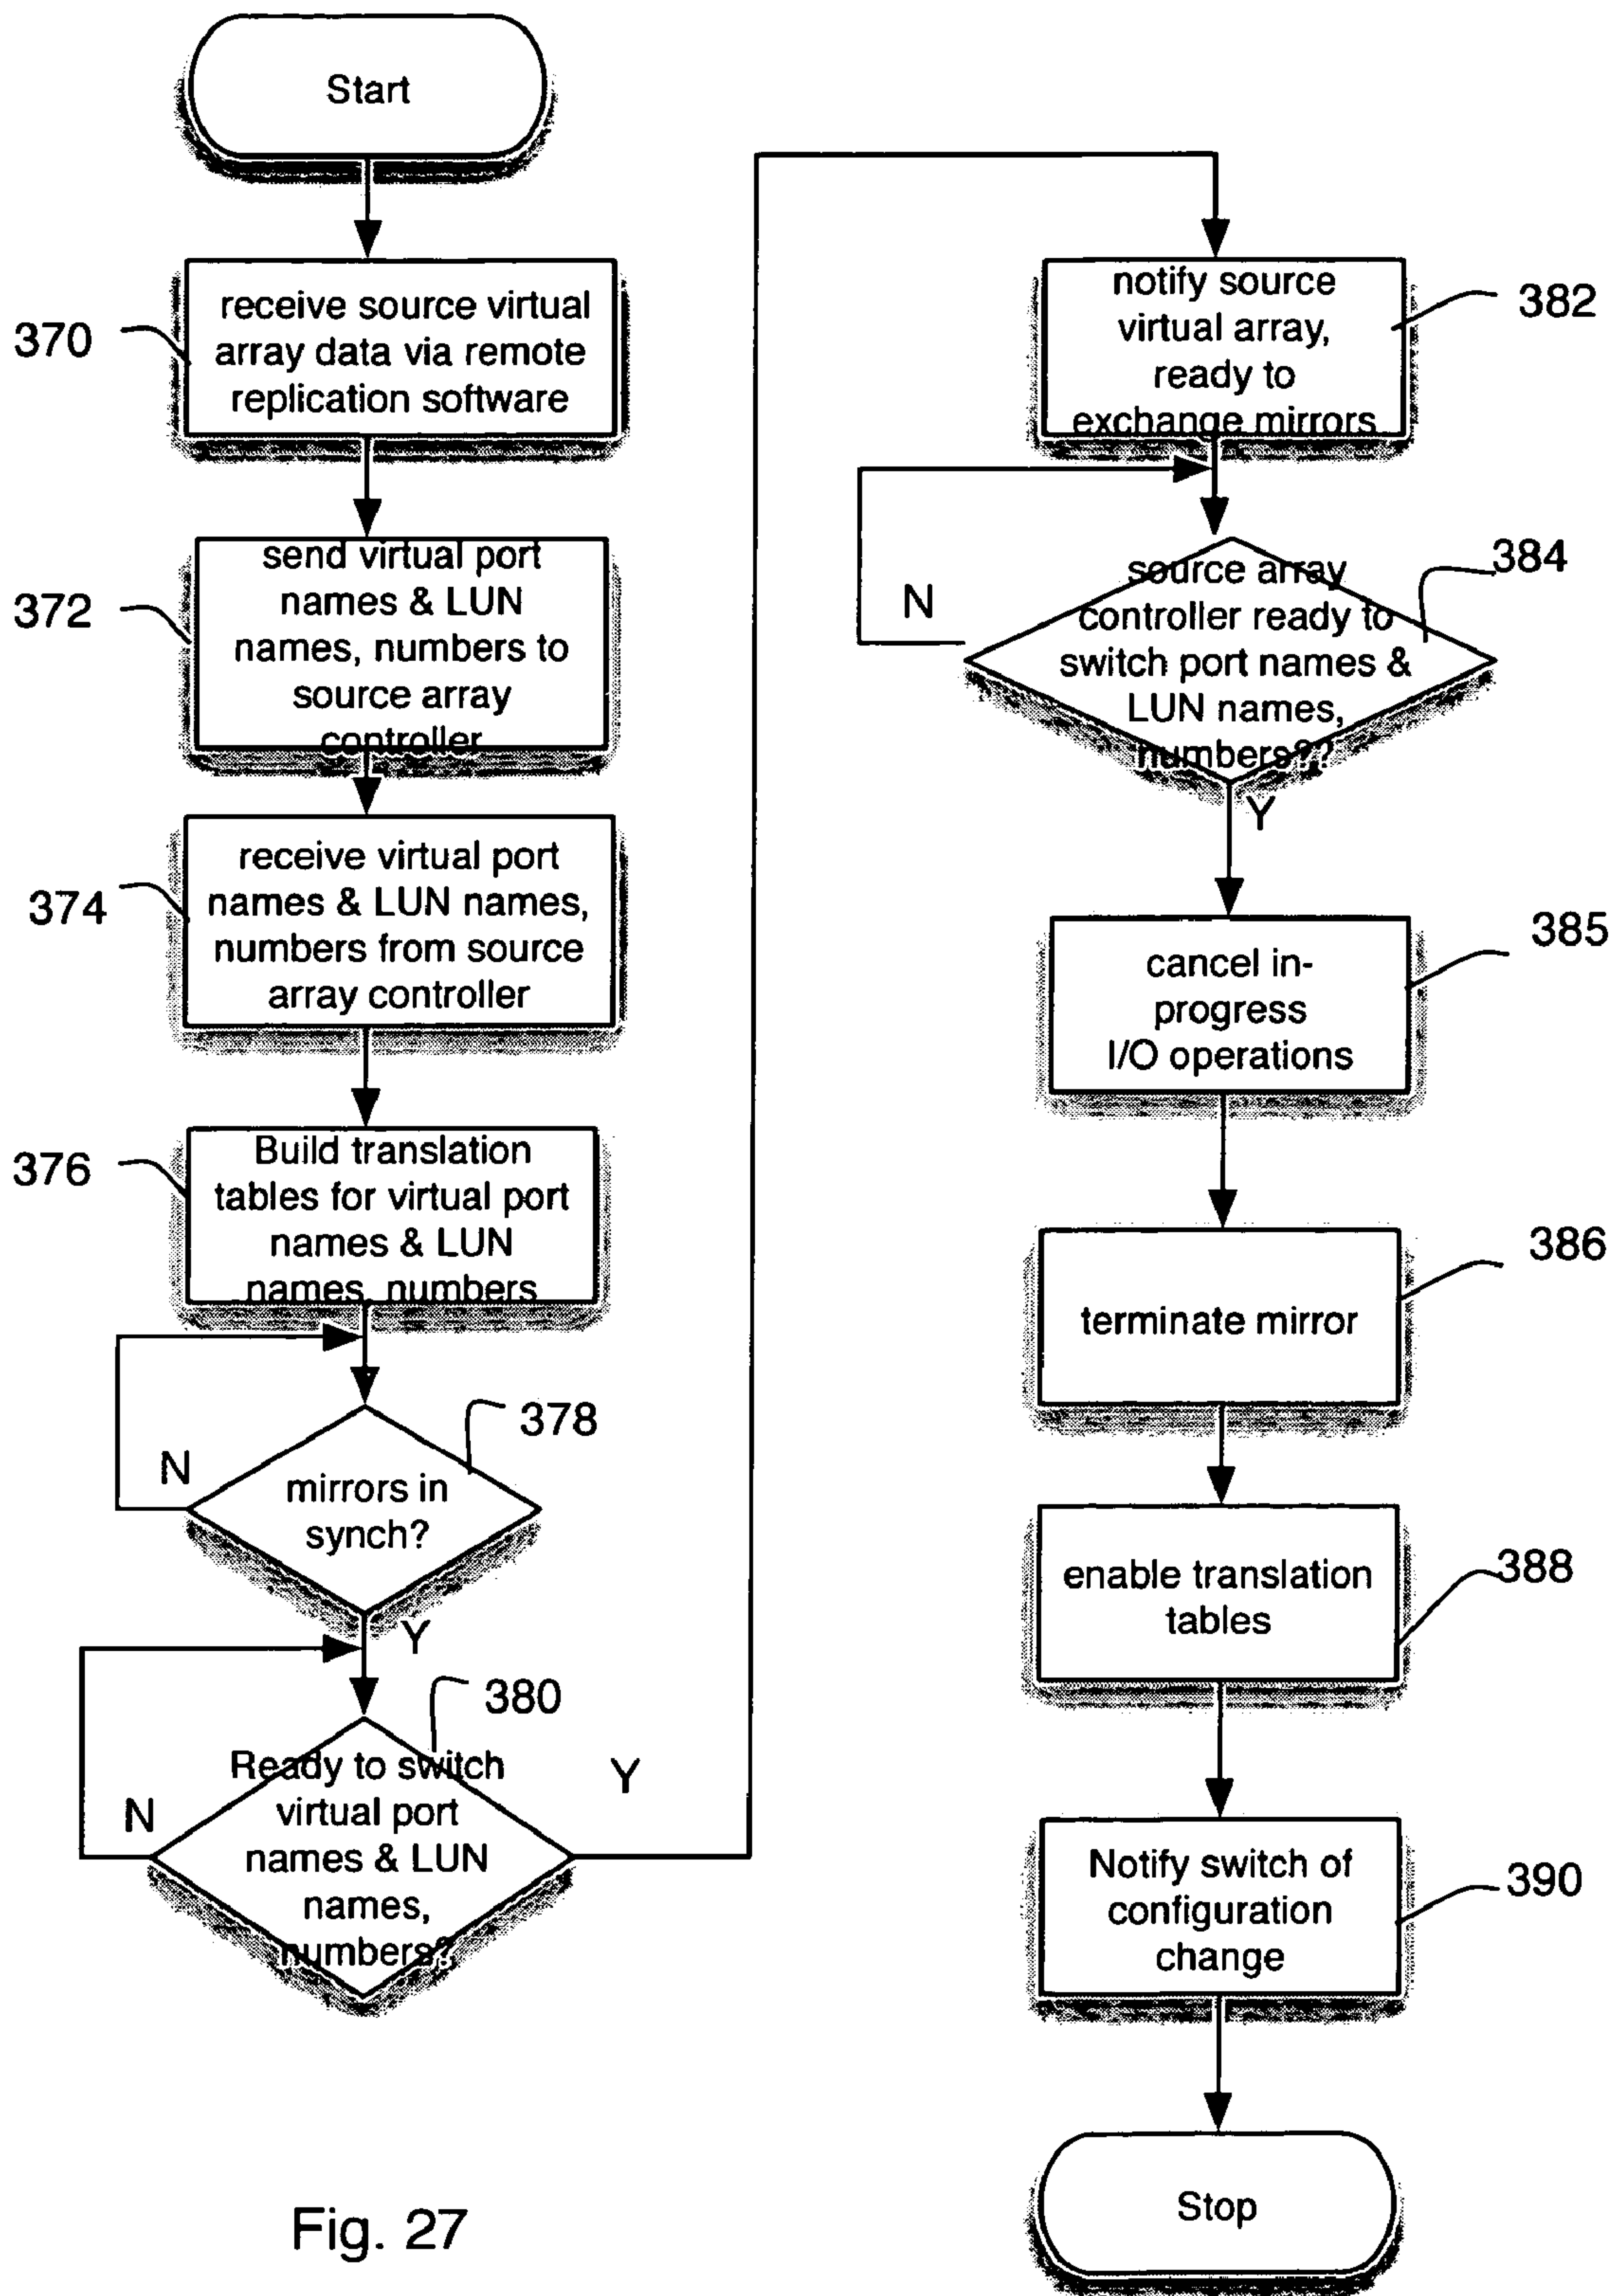 Start
370
receive source virtual
array data via remote
replication software
372
send virtual port
names & LUN
names, numbers to
source array
controller
374
receive virtual port
names & LUN names,
numbers from source
array controller
376
Build translation
tables for virtual port
names & LUN
names, numbers
378
N
mirrors in
synch?
Y
380
Ready to switch
virtual port
names & LUN
names,
numbers?
N
Y
382
notify source
virtual array,
ready to
exchange mirrors
384
N
source array
controller ready to
switch port names &
LUN names,
numbers??
Y
385
cancel in-
progress
I/O operations
386
terminate mirror
388
enable translation
tables
390
Notify switch of
configuration
change
Stop
Fig. 27